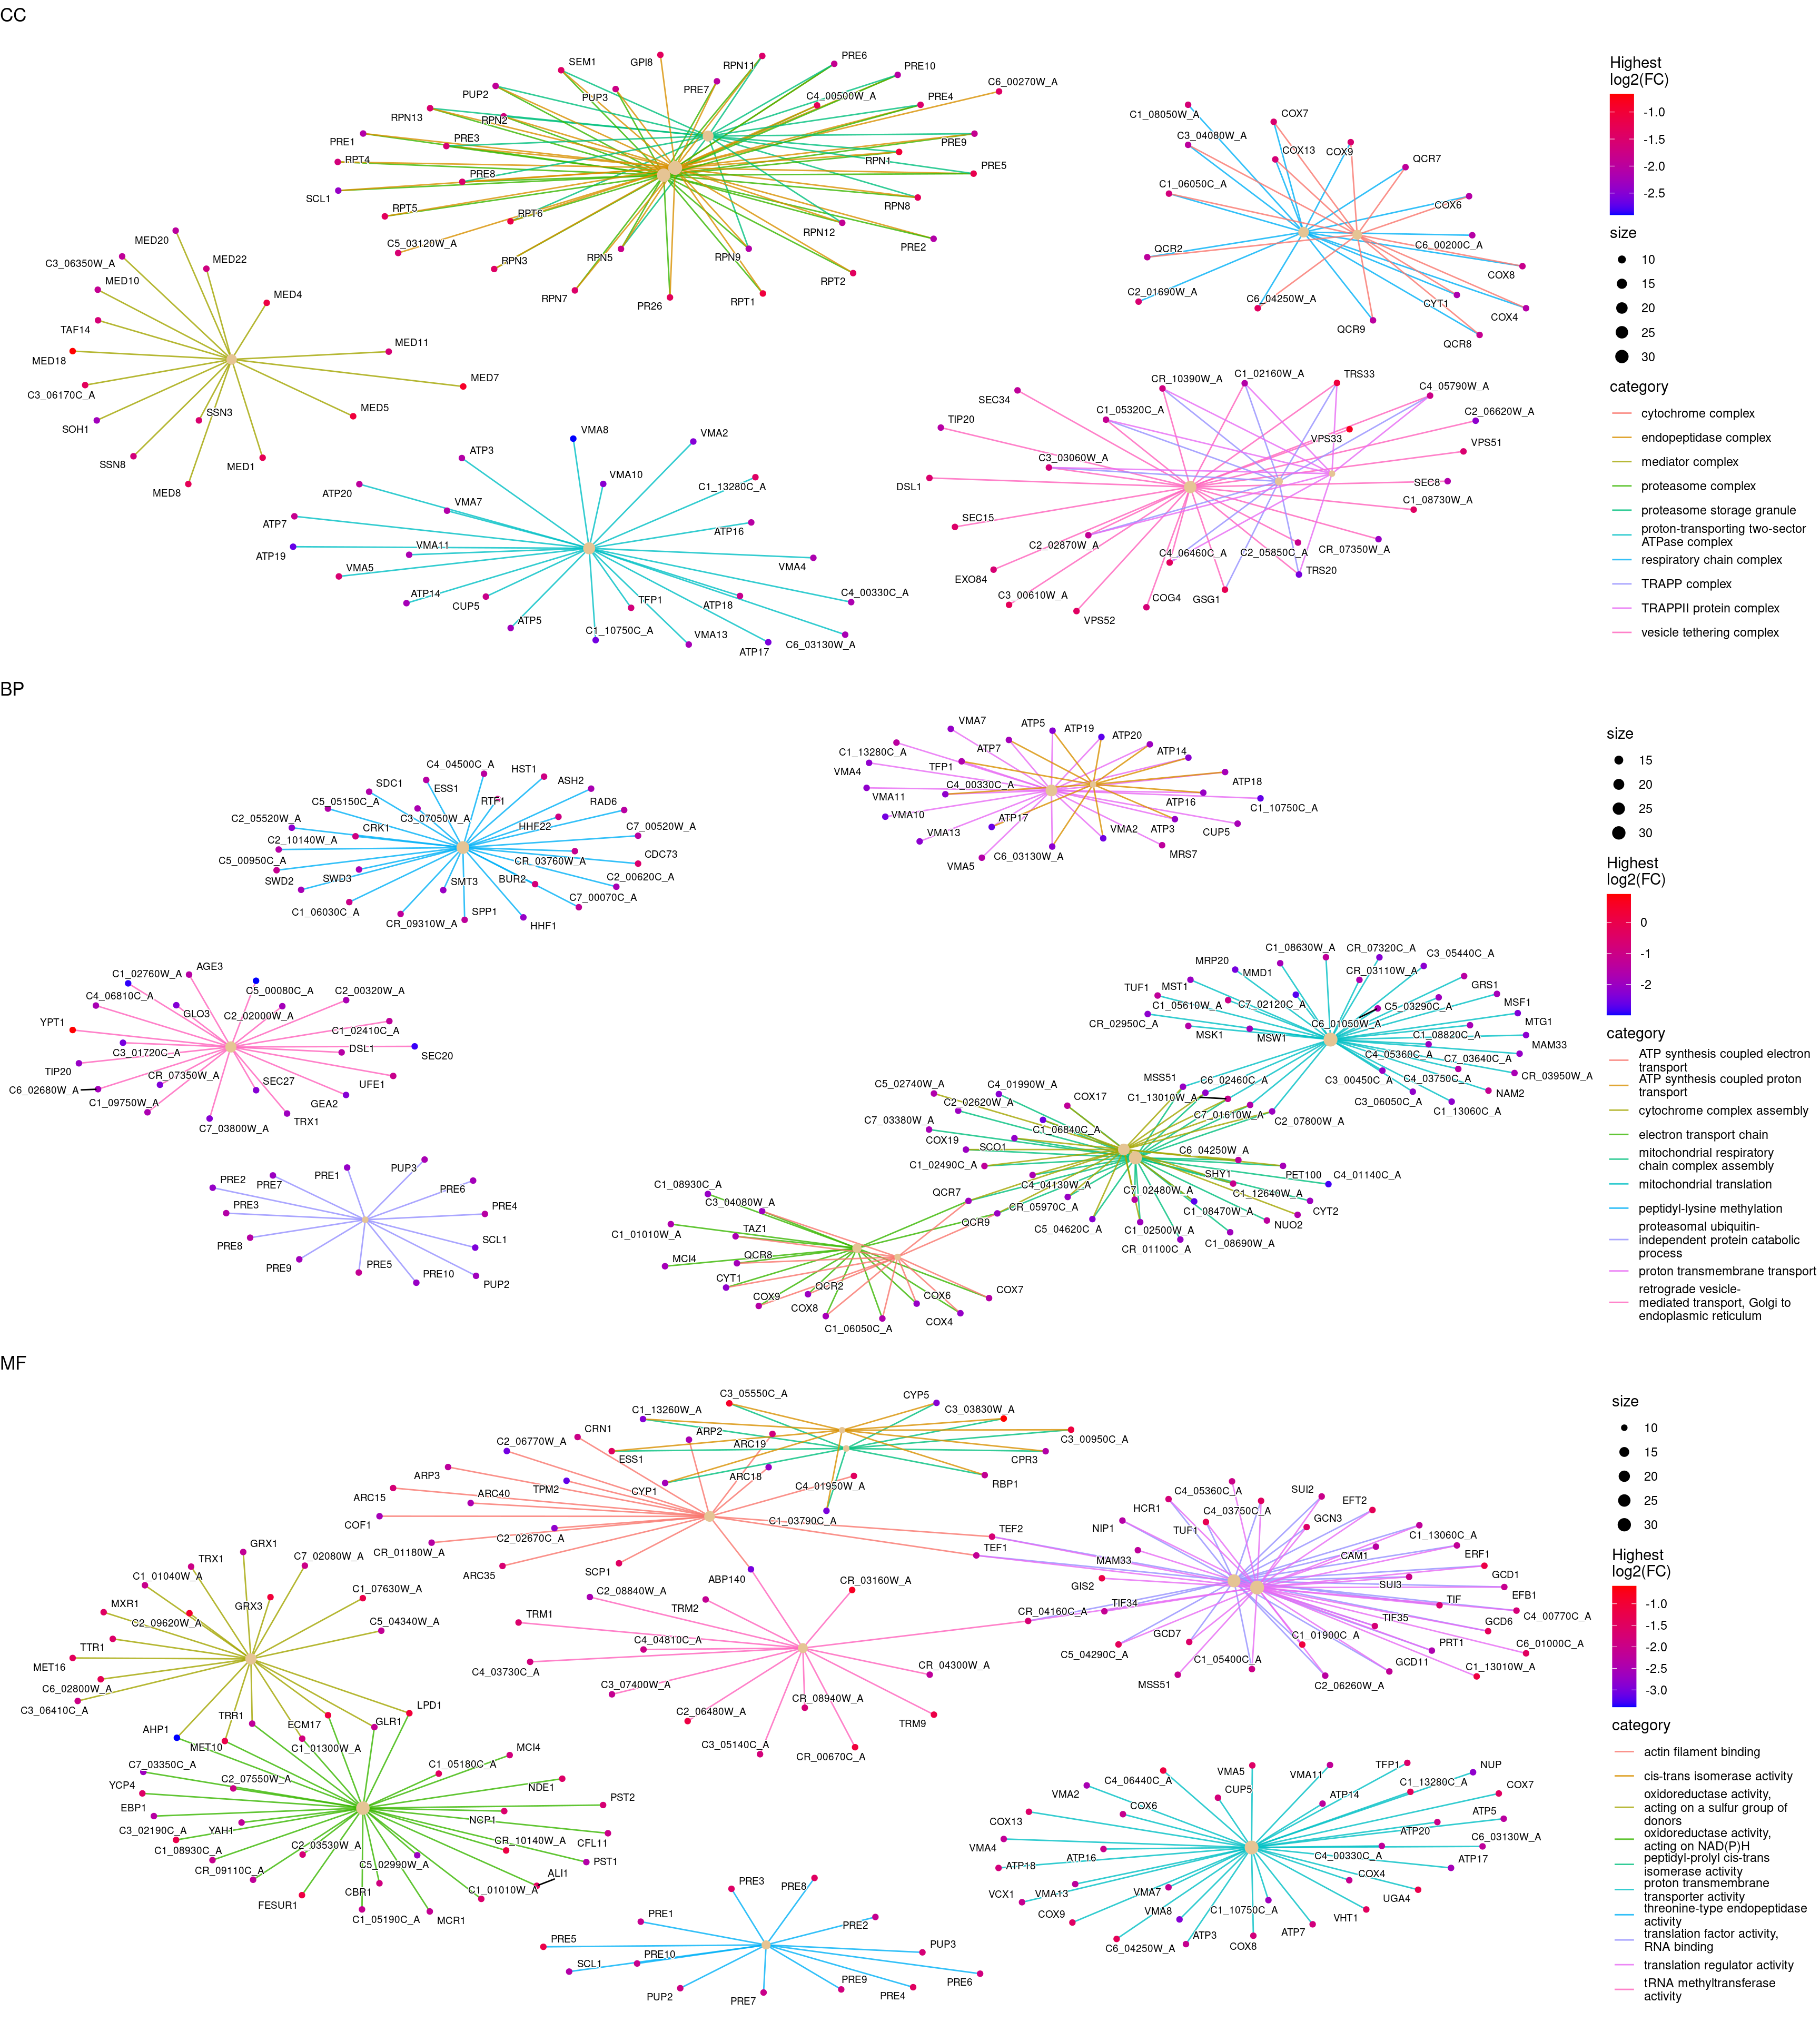 CC
SEM1
GPI8
RPN11
PRE6
PRE10
C6_00270W_A
PUP2
PUP3
PRE7
C4_00500W_A
PRE4
RPN13
RPN2
PRE1
PRE3
PRE9
RPT4
RPN1
PRE5
PRE8
SCL1
RPN8
RPT5
RPT6
RPN12
C5_03120W_A
PRE2
RPN3
RPN5
RPN9
RPT2
RPN7
PR26
RPT1
C1_08050W_A
COX7
C3_04080W_A
COX13
COX9
QCR7
C1_06050C_A
COX6
QCR2
C6_00200C_A
COX8
C2_01690W_A
C6_04250W_A
CYT1
COX4
QCR9
QCR8
MED20
C3_06350W_A
MED22
MED10
MED4
TAF14
MED18
MED11
C3_06170C_A
MED7
SSN3
MED5
SOH1
SSN8
MED1
MED8
VMA8
VMA2
ATP3
VMA10
C1_13280C_A
ATP20
VMA7
ATP7
ATP16
ATP19
VMA11
VMA5
VMA4
ATP14
CUP5
TFP1
ATP18
C4_00330C_A
ATP5
C1_10750C_A
VMA13
ATP17
C6_03130W_A
CR_10390W_A
C1_02160W_A
TRS33
C4_05790W_A
SEC34
C1_05320C_A
C2_06620W_A
TIP20
VPS33
VPS51
C3_03060W_A
DSL1
SEC8
C1_08730W_A
SEC15
C2_02870W_A
C4_06460C_A
C2_05850C_A
CR_07350W_A
EXO84
TRS20
C3_00610W_A
COG4
GSG1
VPS52
Highest
log2(FC)
-1.0
-1.5
-2.0
-2.5
size
10
15
20
25
30
category
cytochrome complex
endopeptidase complex
mediator complex
proteasome complex
proteasome storage granule
proton-transporting two-sector
ATPase complex
respiratory chain complex
TRAPP complex
TRAPPII protein complex
vesicle tethering complex
BP
C4_04500C_A
HST1
SDC1
ESS1
ASH2
C5_05150C_A
RTF1
RAD6
C2_05520W_A
C3_07050W_A
CRK1
HHF22
C7_00520W_A
C2_10140W_A
C5_00950C_A
CR_03760W_A
CDC73
SWD2
SWD3
SMT3
BUR2
C2_00620C_A
C1_06030C_A
C7_00070C_A
CR_09310W_A
SPP1
HHF1
VMA7
ATP5
ATP19
ATP20
C1_13280C_A
ATP7
ATP14
VMA4
TFP1
ATP18
C4_00330C_A
VMA11
ATP16
C1_10750C_A
VMA10
ATP17
VMA13
VMA2
ATP3
CUP5
C6_03130W_A
MRS7
VMA5
C1_02760W_A
AGE3
C4_06810C_A
C5_00080C_A
C2_00320W_A
YPT1
GLO3
C2_02000W_A
C1_02410C_A
C3_01720C_A
DSL1
SEC20
TIP20
CR_07350W_A
SEC27
UFE1
C6_02680W_A
C1_09750W_A
GEA2
TRX1
C7_03800W_A
PRE2
PRE7
PRE1
PUP3
PRE6
PRE3
PRE4
PRE8
SCL1
PRE9
PRE5
PRE10
PUP2
C1_08630W_A
CR_07320C_A
C3_05440C_A
MRP20
MMD1
CR_03110W_A
TUF1
MST1
GRS1
C1_05610W_A
C7_02120C_A
C5_03290C_A
MSF1
CR_02950C_A
C6_01050W_A
MTG1
MSK1
MSW1
C1_08820C_A
MAM33
C4_05360C_A
C7_03640C_A
C3_00450C_A
C4_03750C_A
CR_03950W_A
C3_06050C_A
NAM2
C1_13060C_A
C5_02740W_A
C4_01990W_A
MSS51
C6_02460C_A
C2_02620W_A
COX17
C1_13010W_A
C7_01610W_A
C2_07800W_A
C7_03380W_A
C1_06840C_A
COX19
SCO1
C6_04250W_A
C1_02490C_A
SHY1
PET100
C4_01140C_A
C4_04130W_A
C7_02480W_A
C1_12640W_A
QCR7
CR_05970C_A
C1_08470W_A
CYT2
QCR9
C5_04620C_A
C1_02500W_A
NUO2
CR_01100C_A
C1_08690W_A
C1_08930C_A
C3_04080W_A
C1_01010W_A
TAZ1
MCI4
QCR8
CYT1
QCR2
COX7
COX9
COX8
COX6
C1_06050C_A
COX4
size
15
20
25
30
Highest
log2(FC)
0
-1
-2
category
ATP synthesis coupled electron
transport
ATP synthesis coupled proton
transport
cytochrome complex assembly
electron transport chain
mitochondrial respiratory
chain complex assembly
mitochondrial translation
peptidyl-lysine methylation
proteasomal ubiquitin-
independent protein catabolic
process
proton transmembrane transport
retrograde vesicle-
mediated transport, Golgi to
endoplasmic reticulum
MF
C3_05550C_A
CYP5
C1_13260W_A
C3_03830W_A
CRN1
ARP2
C2_06770W_A
ARC19
C3_00950C_A
ESS1
CPR3
ARP3
ARC18
TPM2
CYP1
C4_01950W_A
RBP1
ARC15
ARC40
COF1
C1_03790C_A
C2_02670C_A
TEF2
CR_01180W_A
TEF1
ARC35
SCP1
ABP140
C4_05360C_A
SUI2
HCR1
C4_03750C_A
EFT2
NIP1
TUF1
GCN3
C1_13060C_A
MAM33
CAM1
ERF1
GIS2
SUI3
GCD1
EFB1
CR_04160C_A
TIF34
TIF
C4_00770C_A
TIF35
GCD6
GCD7
C1_01900C_A
PRT1
C6_01000C_A
C5_04290C_A
C1_05400C_A
GCD11
C1_13010W_A
MSS51
C2_06260W_A
GRX1
TRX1
C7_02080W_A
C1_01040W_A
C1_07630W_A
MXR1
GRX3
C2_09620W_A
C5_04340W_A
TTR1
MET16
C6_02800W_A
C3_06410C_A
LPD1
AHP1
TRR1
ECM17
GLR1
MET10
C1_01300W_A
MCI4
C7_03350C_A
C1_05180C_A
YCP4
C2_07550W_A
NDE1
EBP1
PST2
C3_02190C_A
YAH1
NCP1
C1_08930C_A
C2_03530W_A
CR_10140W_A
CFL11
CR_09110C_A
C5_02990W_A
PST1
CBR1
ALI1
FESUR1
C1_01010W_A
C1_05190C_A
MCR1
C2_08840W_A
CR_03160W_A
TRM1
TRM2
C4_04810C_A
C4_03730C_A
CR_04300W_A
C3_07400W_A
CR_08940W_A
C2_06480W_A
TRM9
C3_05140C_A
CR_00670C_A
PRE3
PRE8
PRE1
PRE2
PRE5
PUP3
SCL1
PRE10
PRE6
PUP2
PRE7
PRE9
PRE4
VMA5
VMA11
TFP1
NUP
C4_06440C_A
C1_13280C_A
COX7
VMA2
CUP5
ATP14
COX13
COX6
ATP5
ATP20
VMA4
C6_03130W_A
ATP16
C4_00330C_A
ATP17
ATP18
COX4
VCX1
VMA13
VMA7
UGA4
COX9
VMA8
C1_10750C_A
VHT1
C6_04250W_A
ATP3
COX8
ATP7
size
10
15
20
25
30
Highest
log2(FC)
-1.0
-1.5
-2.0
-2.5
-3.0
category
actin filament binding
cis-trans isomerase activity
oxidoreductase activity,
acting on a sulfur group of
donors
oxidoreductase activity,
acting on NAD(P)H
peptidyl-prolyl cis-trans
isomerase activity
proton transmembrane
transporter activity
threonine-type endopeptidase
activity
translation factor activity,
RNA binding
translation regulator activity
tRNA methyltransferase
activity